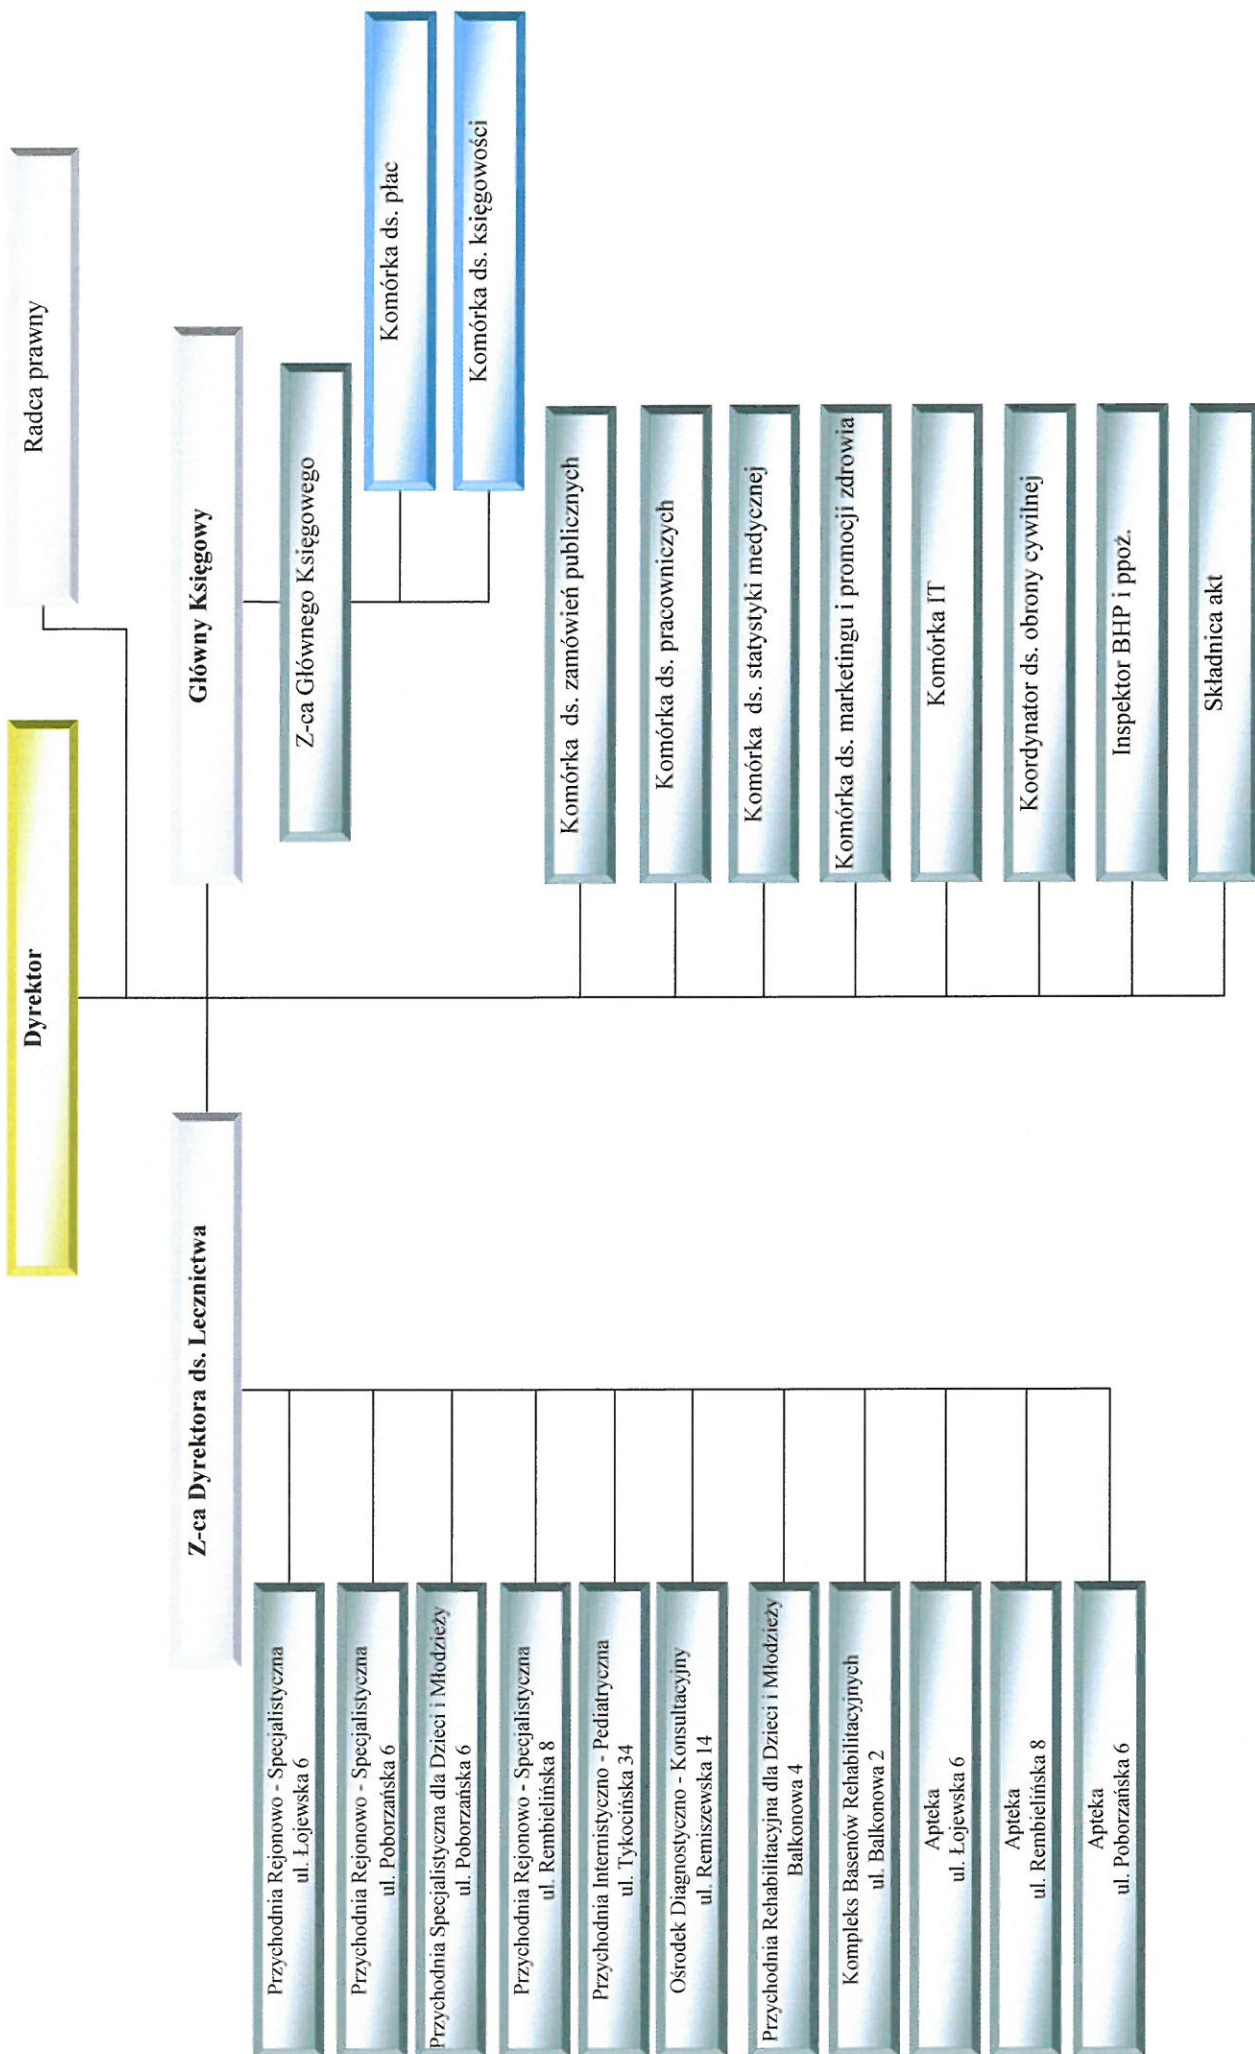 Dyrektor
Radca prawny
Z-ca Dyrektora ds. Lecznictwa
Główny Księgowy
Przychodnia Rejonowo - Specjalistyczna
ul. Łojewska 6
Przychodnia Rejonowo - Specjalistyczna
ul. Poborzańska 6
Przychodnia Specjalistyczna dla Dzieci i Młodzieży
ul. Poborzańska 6
Przychodnia Rejonowo - Specjalistyczna
ul. Rembielińska 8
Przychodnia Internistyczno - Pediatryczna
ul. Tykocińska 34
Ośrodek Diagnostyczno - Konsultacyjny
ul. Remiszewska 14
Przychodnia Rehabilitacyjna dla Dzieci i Młodzieży
Balkonowa 4
Kompleks Basenów Rehabilitacyjnych
ul. Balkonowa 2
Apteka
ul. Łojewska 6
Apteka
ul. Rembielińska 8
Apteka
ul. Poborzańska 6
Z-ca Głównego Księgowego
Komórka ds. płac
Komórka ds. księgowości
Komórka ds. zamówień publicznych
Komórka ds. pracowniczych
Komórka ds. statystyki medycznej
Komórka ds. marketingu i promocji zdrowia
Komórka IT
Koordynator ds. obrony cywilnej
Inspektor BHP i ppoż.
Składnica akt